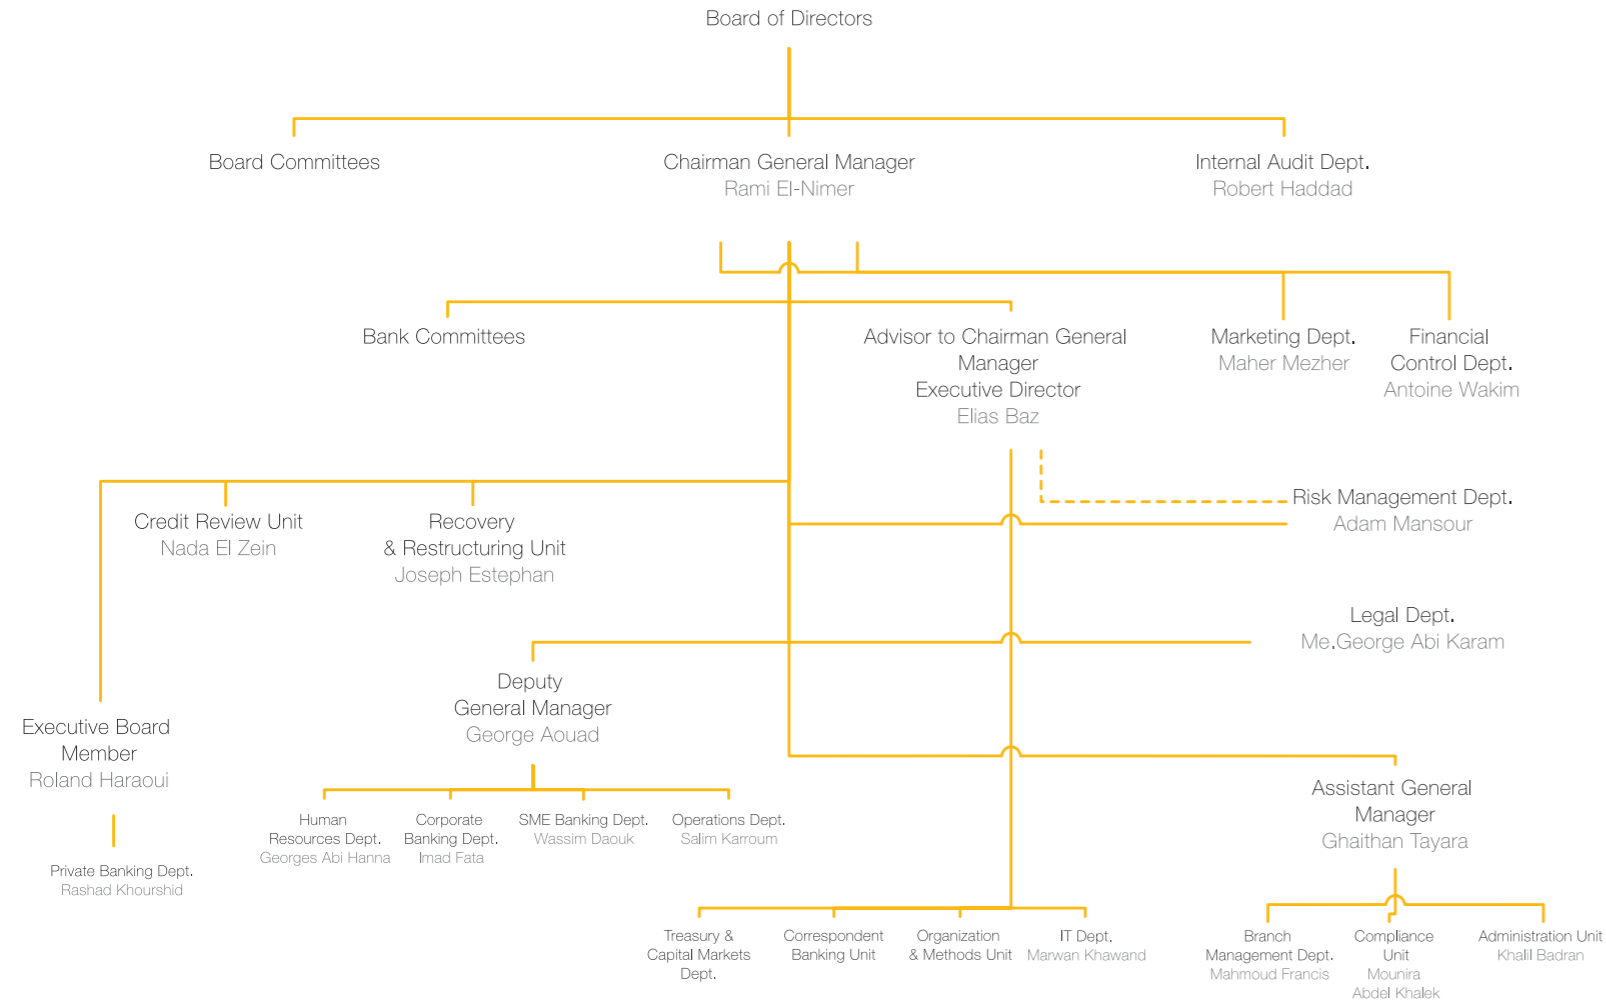 Board of Directors
Board Committees
Chairman General Manager
Rami El-Nimer
Internal Audit Dept.
Robert Haddad
Bank Committees
Advisor to Chairman General
Manager
Executive Director
Elias Baz
Marketing Dept.
Maher Mezher
Financial
Control Dept.
Antoine Wakim
Credit Review Unit
Nada El Zein
Recovery
& Restructuring Unit
Joseph Estephan
Risk Management Dept.
Adam Mansour
Legal Dept.
Me.George Abi Karam
Deputy
General Manager
George Aouad
Executive Board
Member
Roland Haraoui
Assistant General
Manager
Ghaithan Tayara
Human
Resources Dept.
Georges Abi Hanna
Corporate
Banking Dept.
Imad Fata
SME Banking Dept.
Wassim Daouk
Operations Dept.
Salim Karroum
Private Banking Dept.
Rashad Khourshid
Treasury &
Capital Markets
Dept.
Correspondent
Banking Unit
Organization
& Methods Unit
IT Dept.
Marwan Khawand
Branch
Management Dept.
Mahmoud Francis
Compliance
Unit
Mounira
Abdel Khalek
Administration Unit
Khalil Badran